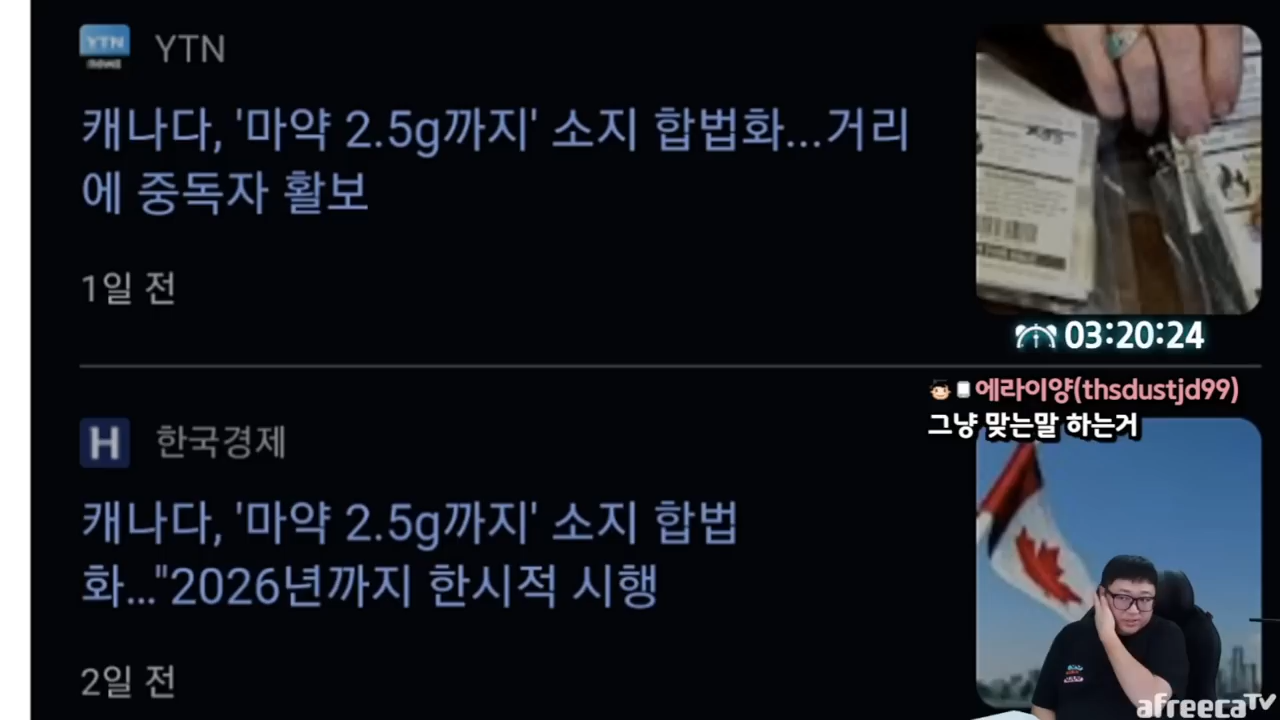 YTN
YTN
캐나다, '마약 2.5g까지' 소지 합법화...거리
에 중독자 활보
1일 전
03:20:24
에라이양(thsdustjd99)
그냥 맞는말 하는거
H
한국경제
캐나다, '마약 2.5g까지' 소지 합법
화..."2026년까지 한시적 시행
2일 전
afreecaTV